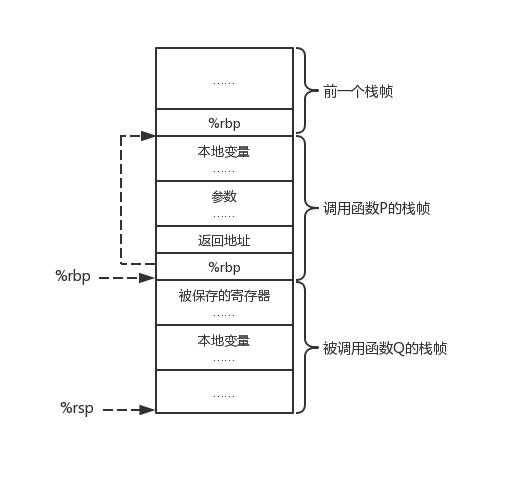 ……
前一个栈帧
%rbp
本地变量
……
参数
……
调用函数P的栈帧
返回地址
%rbp
%rbp
被保存的寄存器
……
本地变量
……
被调用函数Q的栈帧
……
%rsp